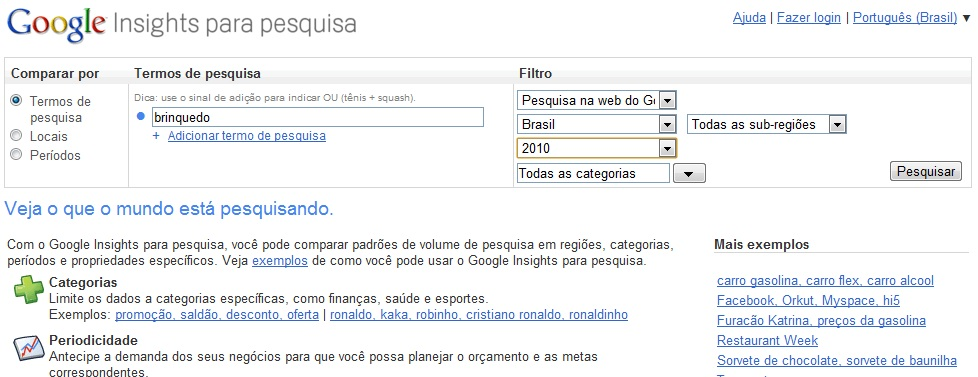 Google Insights para pesquisa
Ajuda | Fazer login | Português (Brasil) ▼
Comparar por
Termos de pesquisa
Filtro
Termos de
pesquisa
Locais
Períodos
Dica: use o sinal de adição para indicar OU (tênis + squash).
brinquedo
+ Adicionar termo de pesquisa
Pesquisa na web do G
Brasil
Todas as sub-regiões
2010
Todas as categorias
Pesquisar
Veja o que o mundo está pesquisando.
Com o Google Insights para pesquisa, você pode comparar padrões de volume de pesquisa em regiões, categorias,
períodos e propriedades específicos. Veja exemplos de como você pode usar o Google Insights para pesquisa.
Categorias
Limite os dados a categorias específicas, como finanças, saúde e esportes.
Exemplos: promoção, saldão, desconto, oferta | ronaldo, kaka, robinho, cristiano ronaldo, ronaldinho
Periodicidade
Antecipe a demanda dos seus negócios para que você possa planejar o orçamento e as metas
correspondentes.
Mais exemplos
carro gasolina, carro flex, carro alcool
Facebook, Orkut, Myspace, hi5
Furacão Katrina, preços da gasolina
Restaurant Week
Sorvete de chocolate, sorvete de baunilha